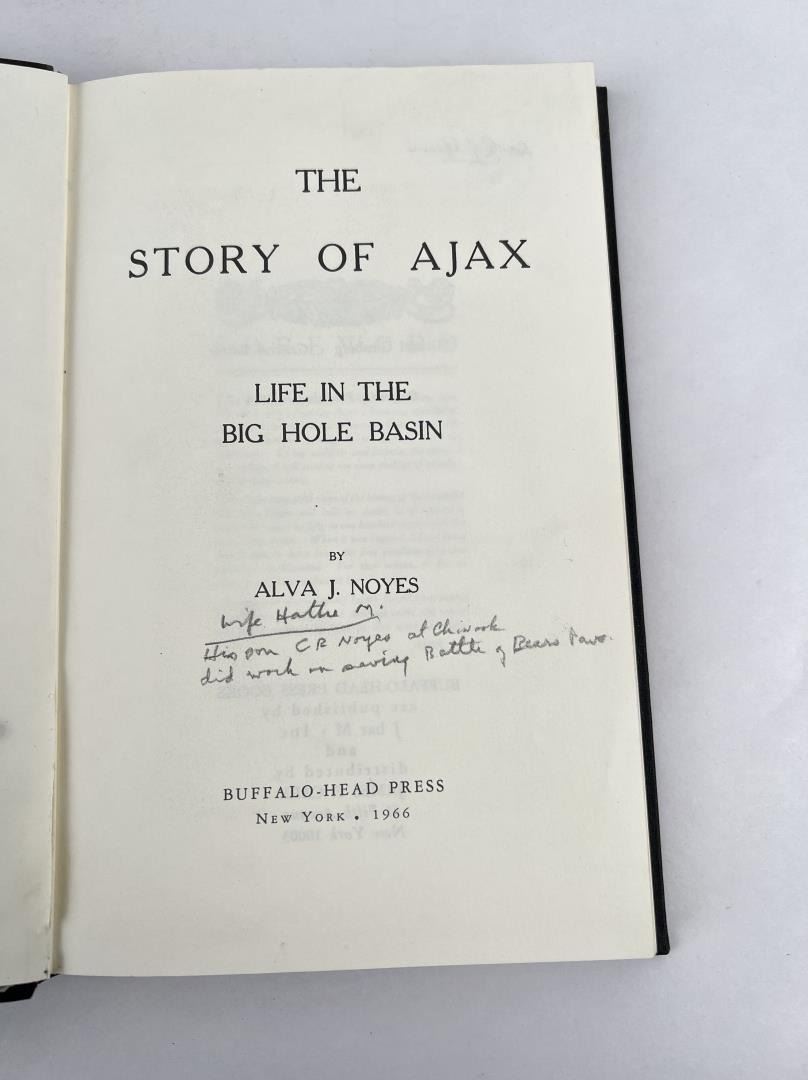 THE
STORY OF AJAX
LIFE IN THE
BIG HOLE BASIN
BY
ALVA J. NOYES
Wife Hattie M.
His son C R Noyes at Chinook
did work on saving Battle of Bears Paws.
BUFFALO-HEAD PRESS
NEW YORK • 1966